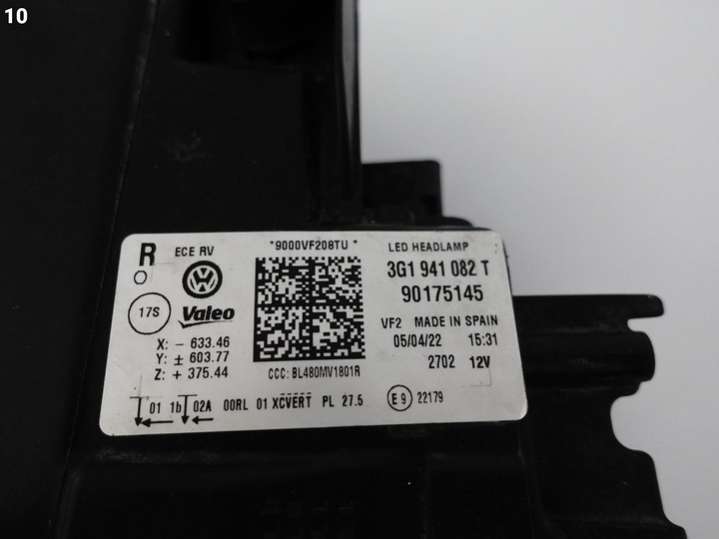 10
R ECE RV
*9000VF208TU*
LED HEADLAMP
3G1 941 082 T
90175145
17S Valeo
VF2 MADE IN SPAIN
05/04/22 15:31
2702 12V
X: - 633.46
Y: ± 603.77
Z: + 375.44
CCC: BL480MV1801R
01 1b 02A 00RL 01 XCVERT PL 27.5 E9 22179